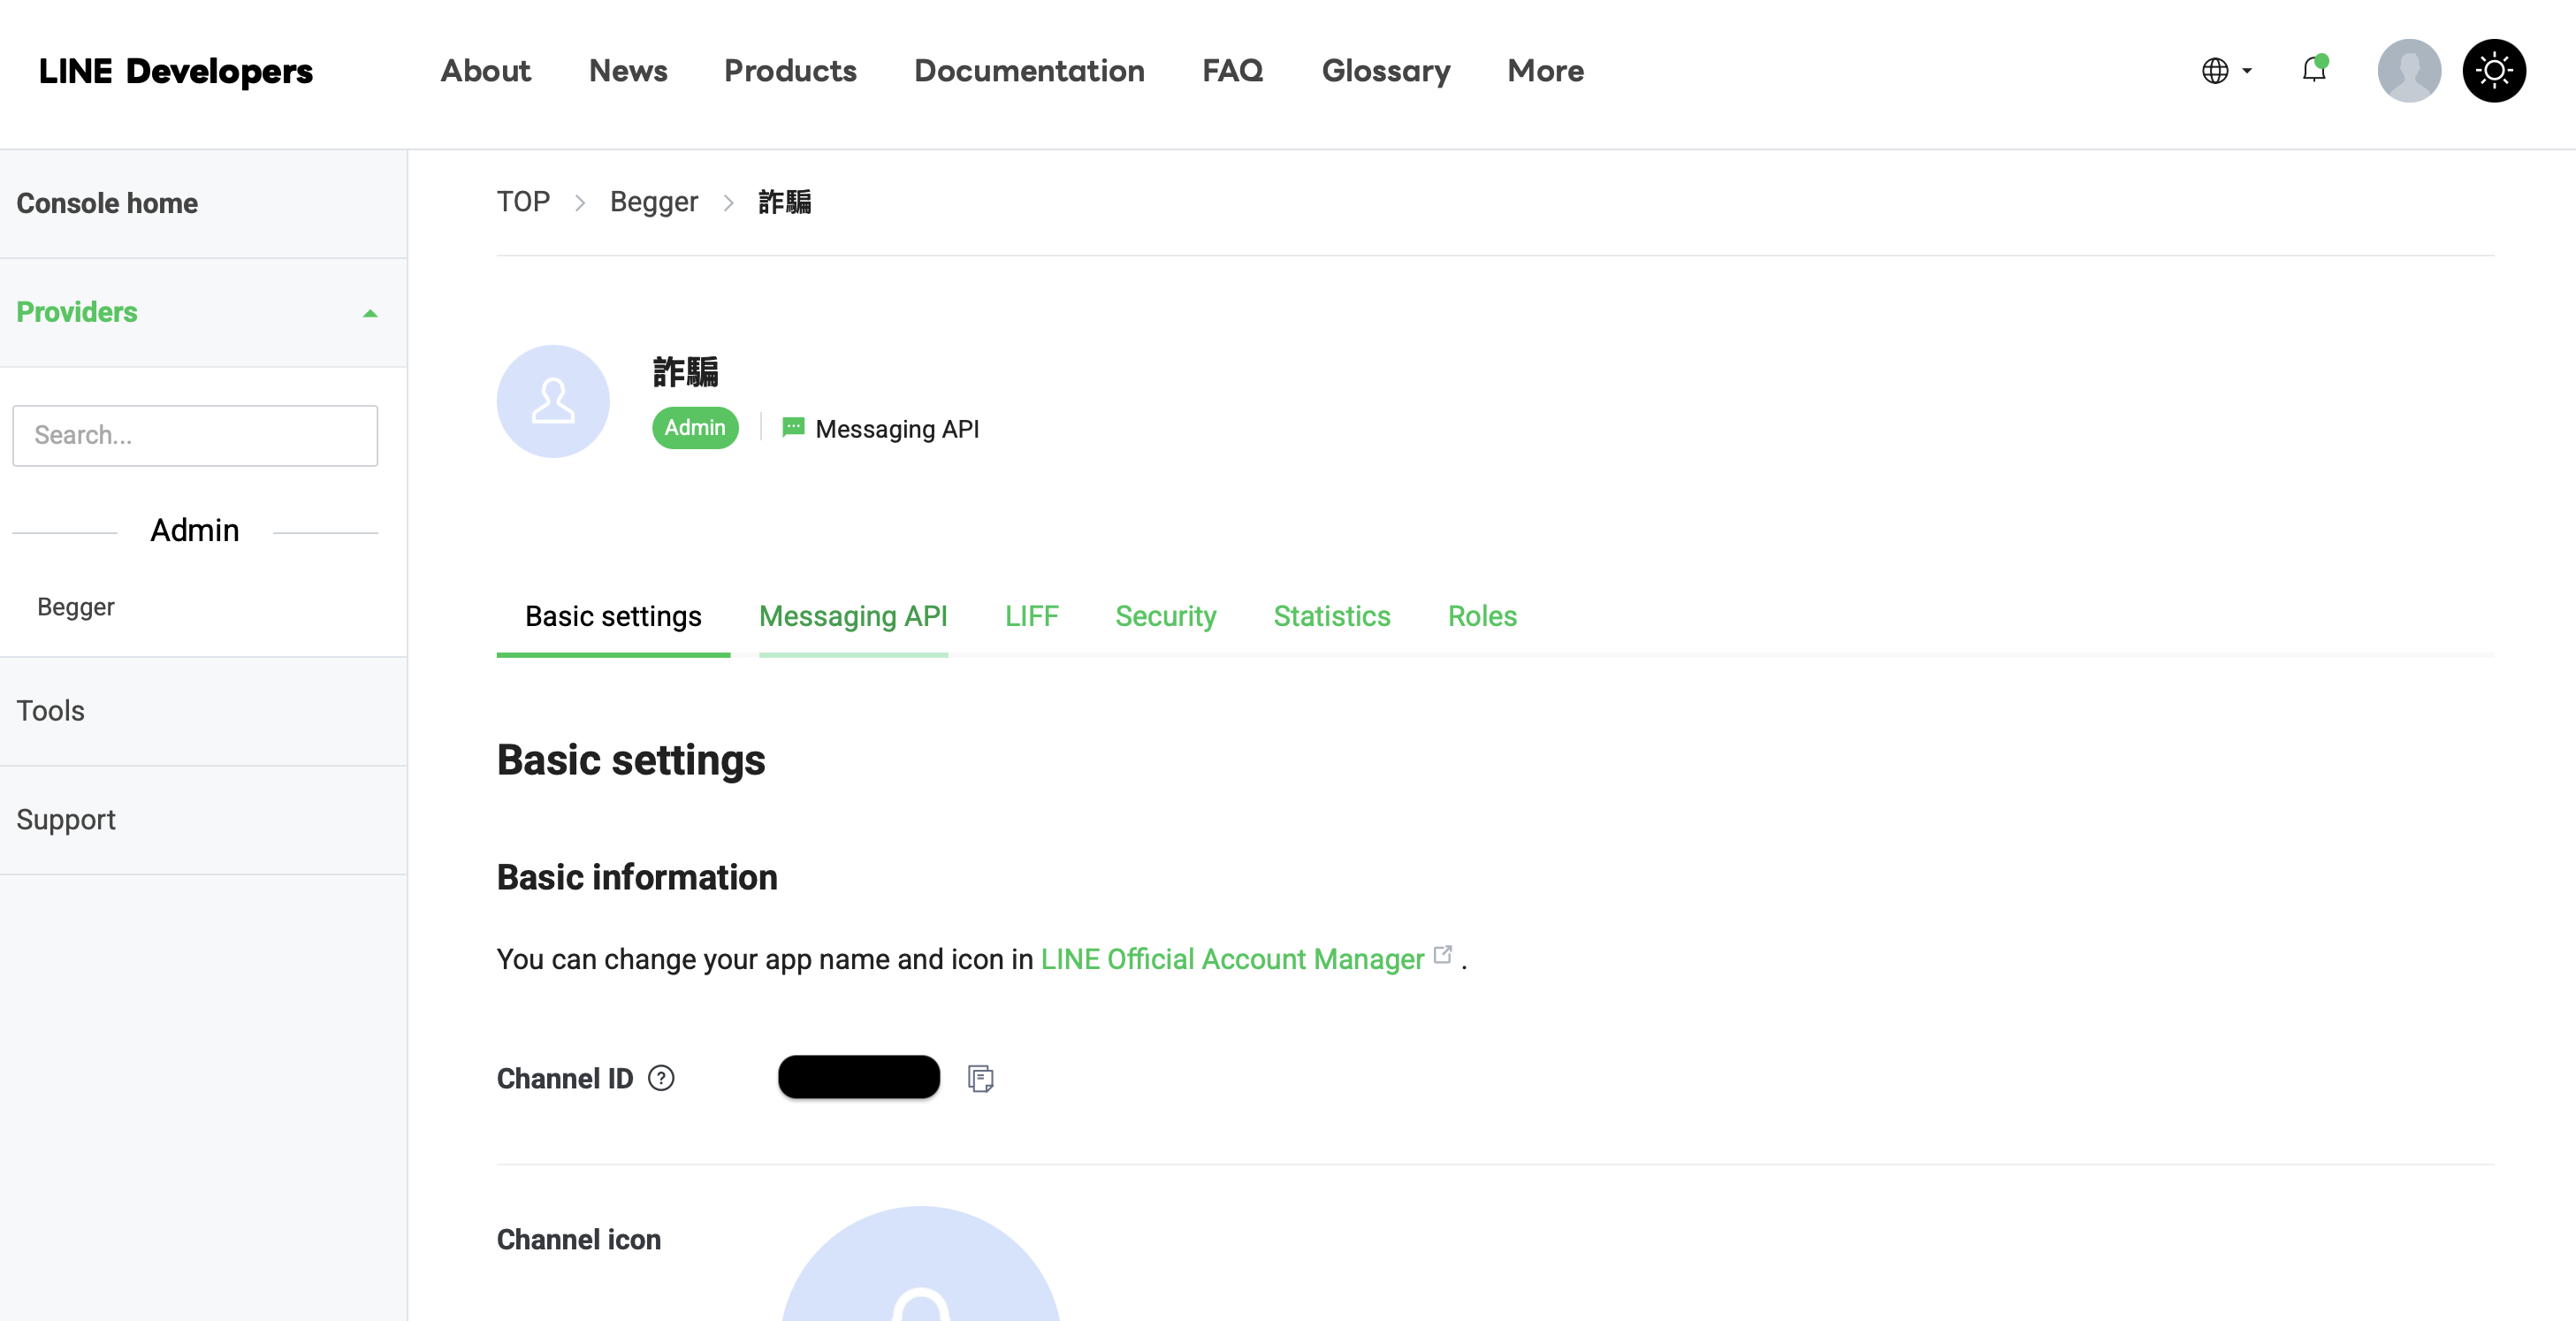 LINE Developers
About News Products Documentation FAQ Glossary More
Console home
Providers
Search...
Admin
Begger
Tools
Support
TOP > Begger > 詐騙
詐騙
Admin Messaging API
Basic settings Messaging API LIFF Security Statistics Roles
Basic settings
Basic information
You can change your app name and icon in LINE Official Account Manager .
Channel ID ?
Channel icon